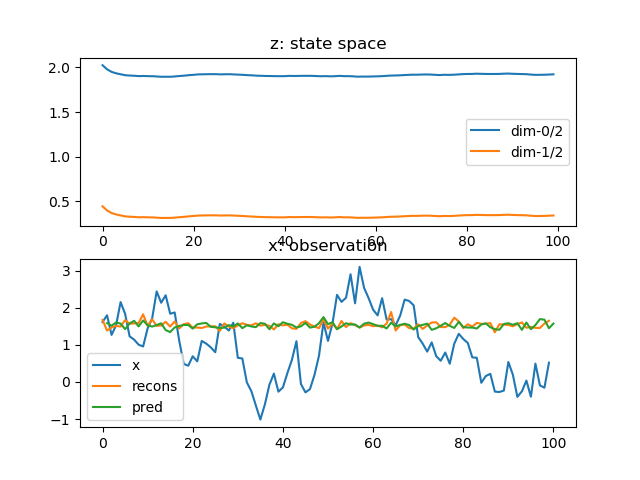 z: state space
2.0
1.5
1.0
0.5
dim-0/2
dim-1/2
0 20 40 60 80 100
x: observation
3
2
1
0
−1
x
recons
pred
0 20 40 60 80 100